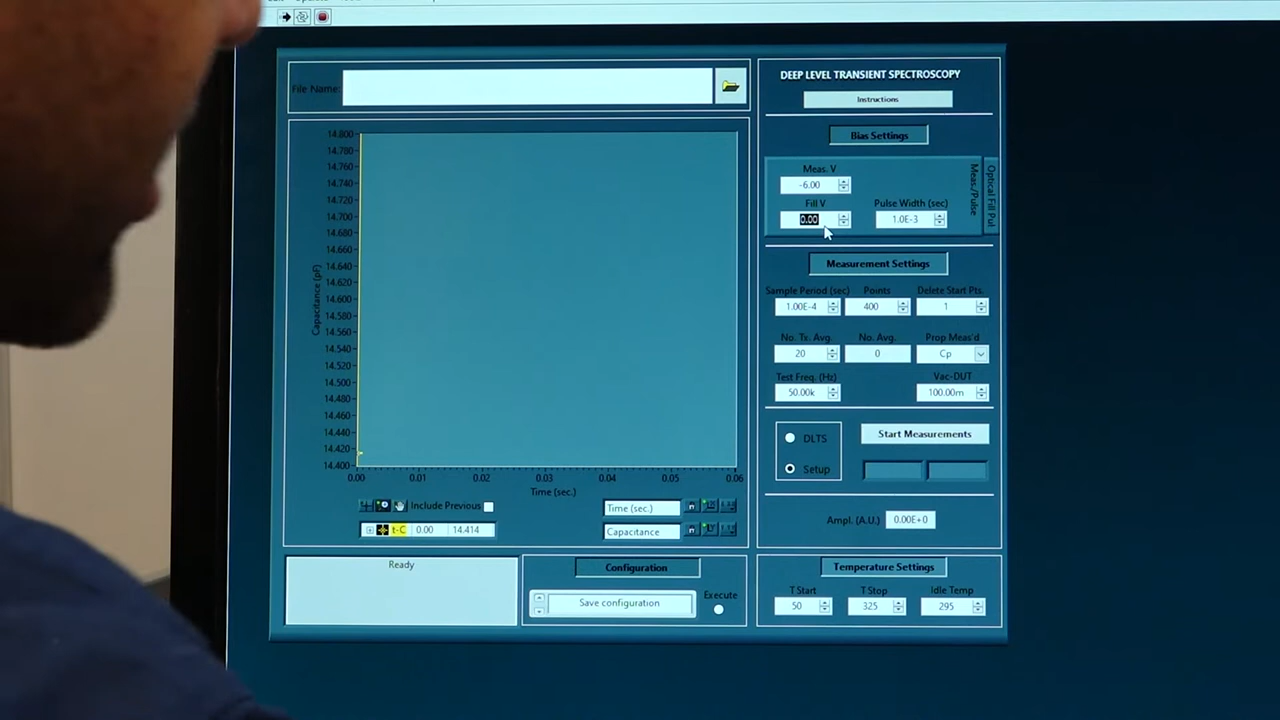 File Name:
14.800
14.780
14.760
14.740
14.720
14.700
14.680
14.660
14.640
14.620
14.600
14.580
14.560
14.540
14.520
14.500
14.480
14.460
14.440
14.420
14.400
Capacitance (pF)
0.00 0.01 0.02 0.03 0.04 0.05 0.06
Time (sec.)
Include Previous
t-C 0.00 14.414
Time (sec.)
Capacitance
Ready
Configuration
Save configuration
Execute
DEEP LEVEL TRANSIENT SPECTROSCOPY
Instructions
Bias Settings
Meas. V
-6.00
Fill V Pulse Width (sec)
0.00 1.0E-3
Meas./Pulse
Optical Fill Pul
Measurement Settings
Sample Period (sec) Points Delete Start Pts.
1.00E-4 400 1
No. Tx. Avg. No. Avg. Prop Meas'd
20 0 Cp
Test Freq. (Hz) Vac-DUT
50.00k 100.00m
DLTS
Setup
Start Measurements
Ampl. (A.U.) 0.00E+0
Temperature Settings
T Start T Stop Idle Temp
50 325 295